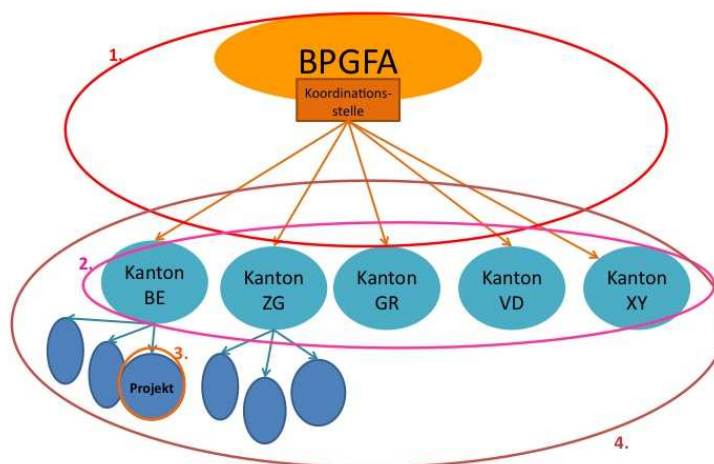 1.
BPGFA
Koordinations-
stelle
2.
Kanton
BE
Kanton
ZG
Kanton
GR
Kanton
VD
Kanton
XY
3.
Projekt
4.